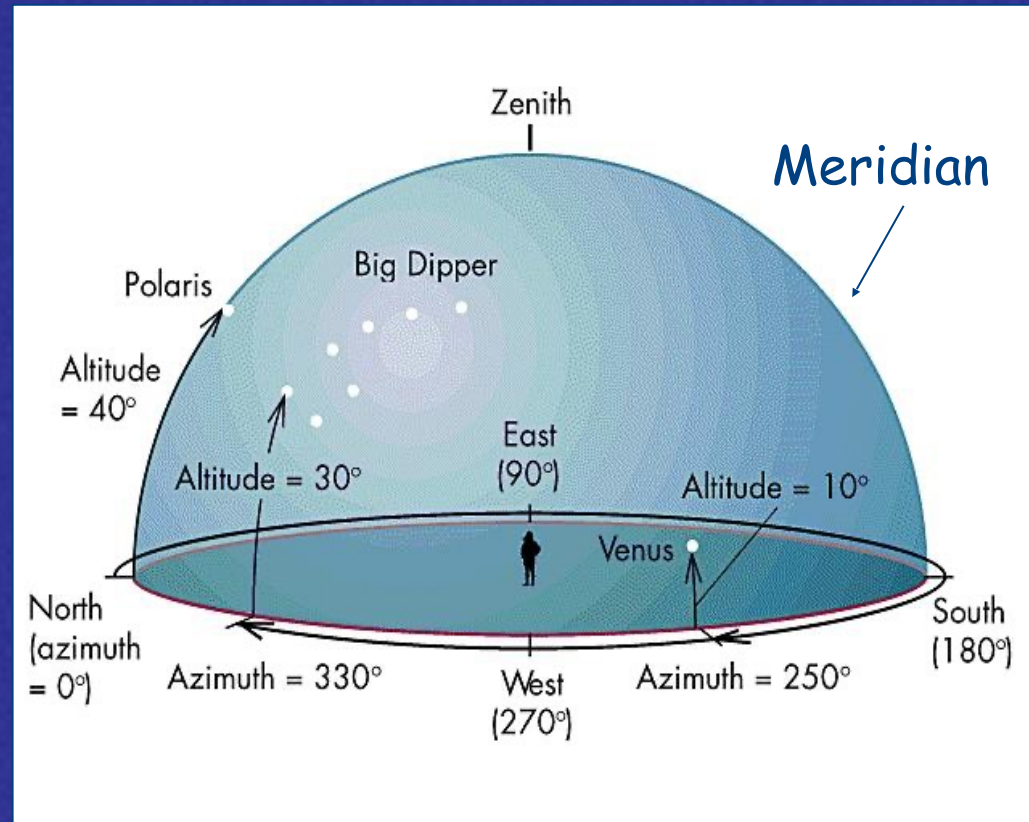 Zenith
Meridian
Big Dipper
Polaris
Altitude
= 40°
East
(90°)
Altitude = 30°
Altitude = 10°
Venus
North
(azimuth
= 0°)
South
(180°)
Azimuth = 330°
West
(270°)
Azimuth = 250°